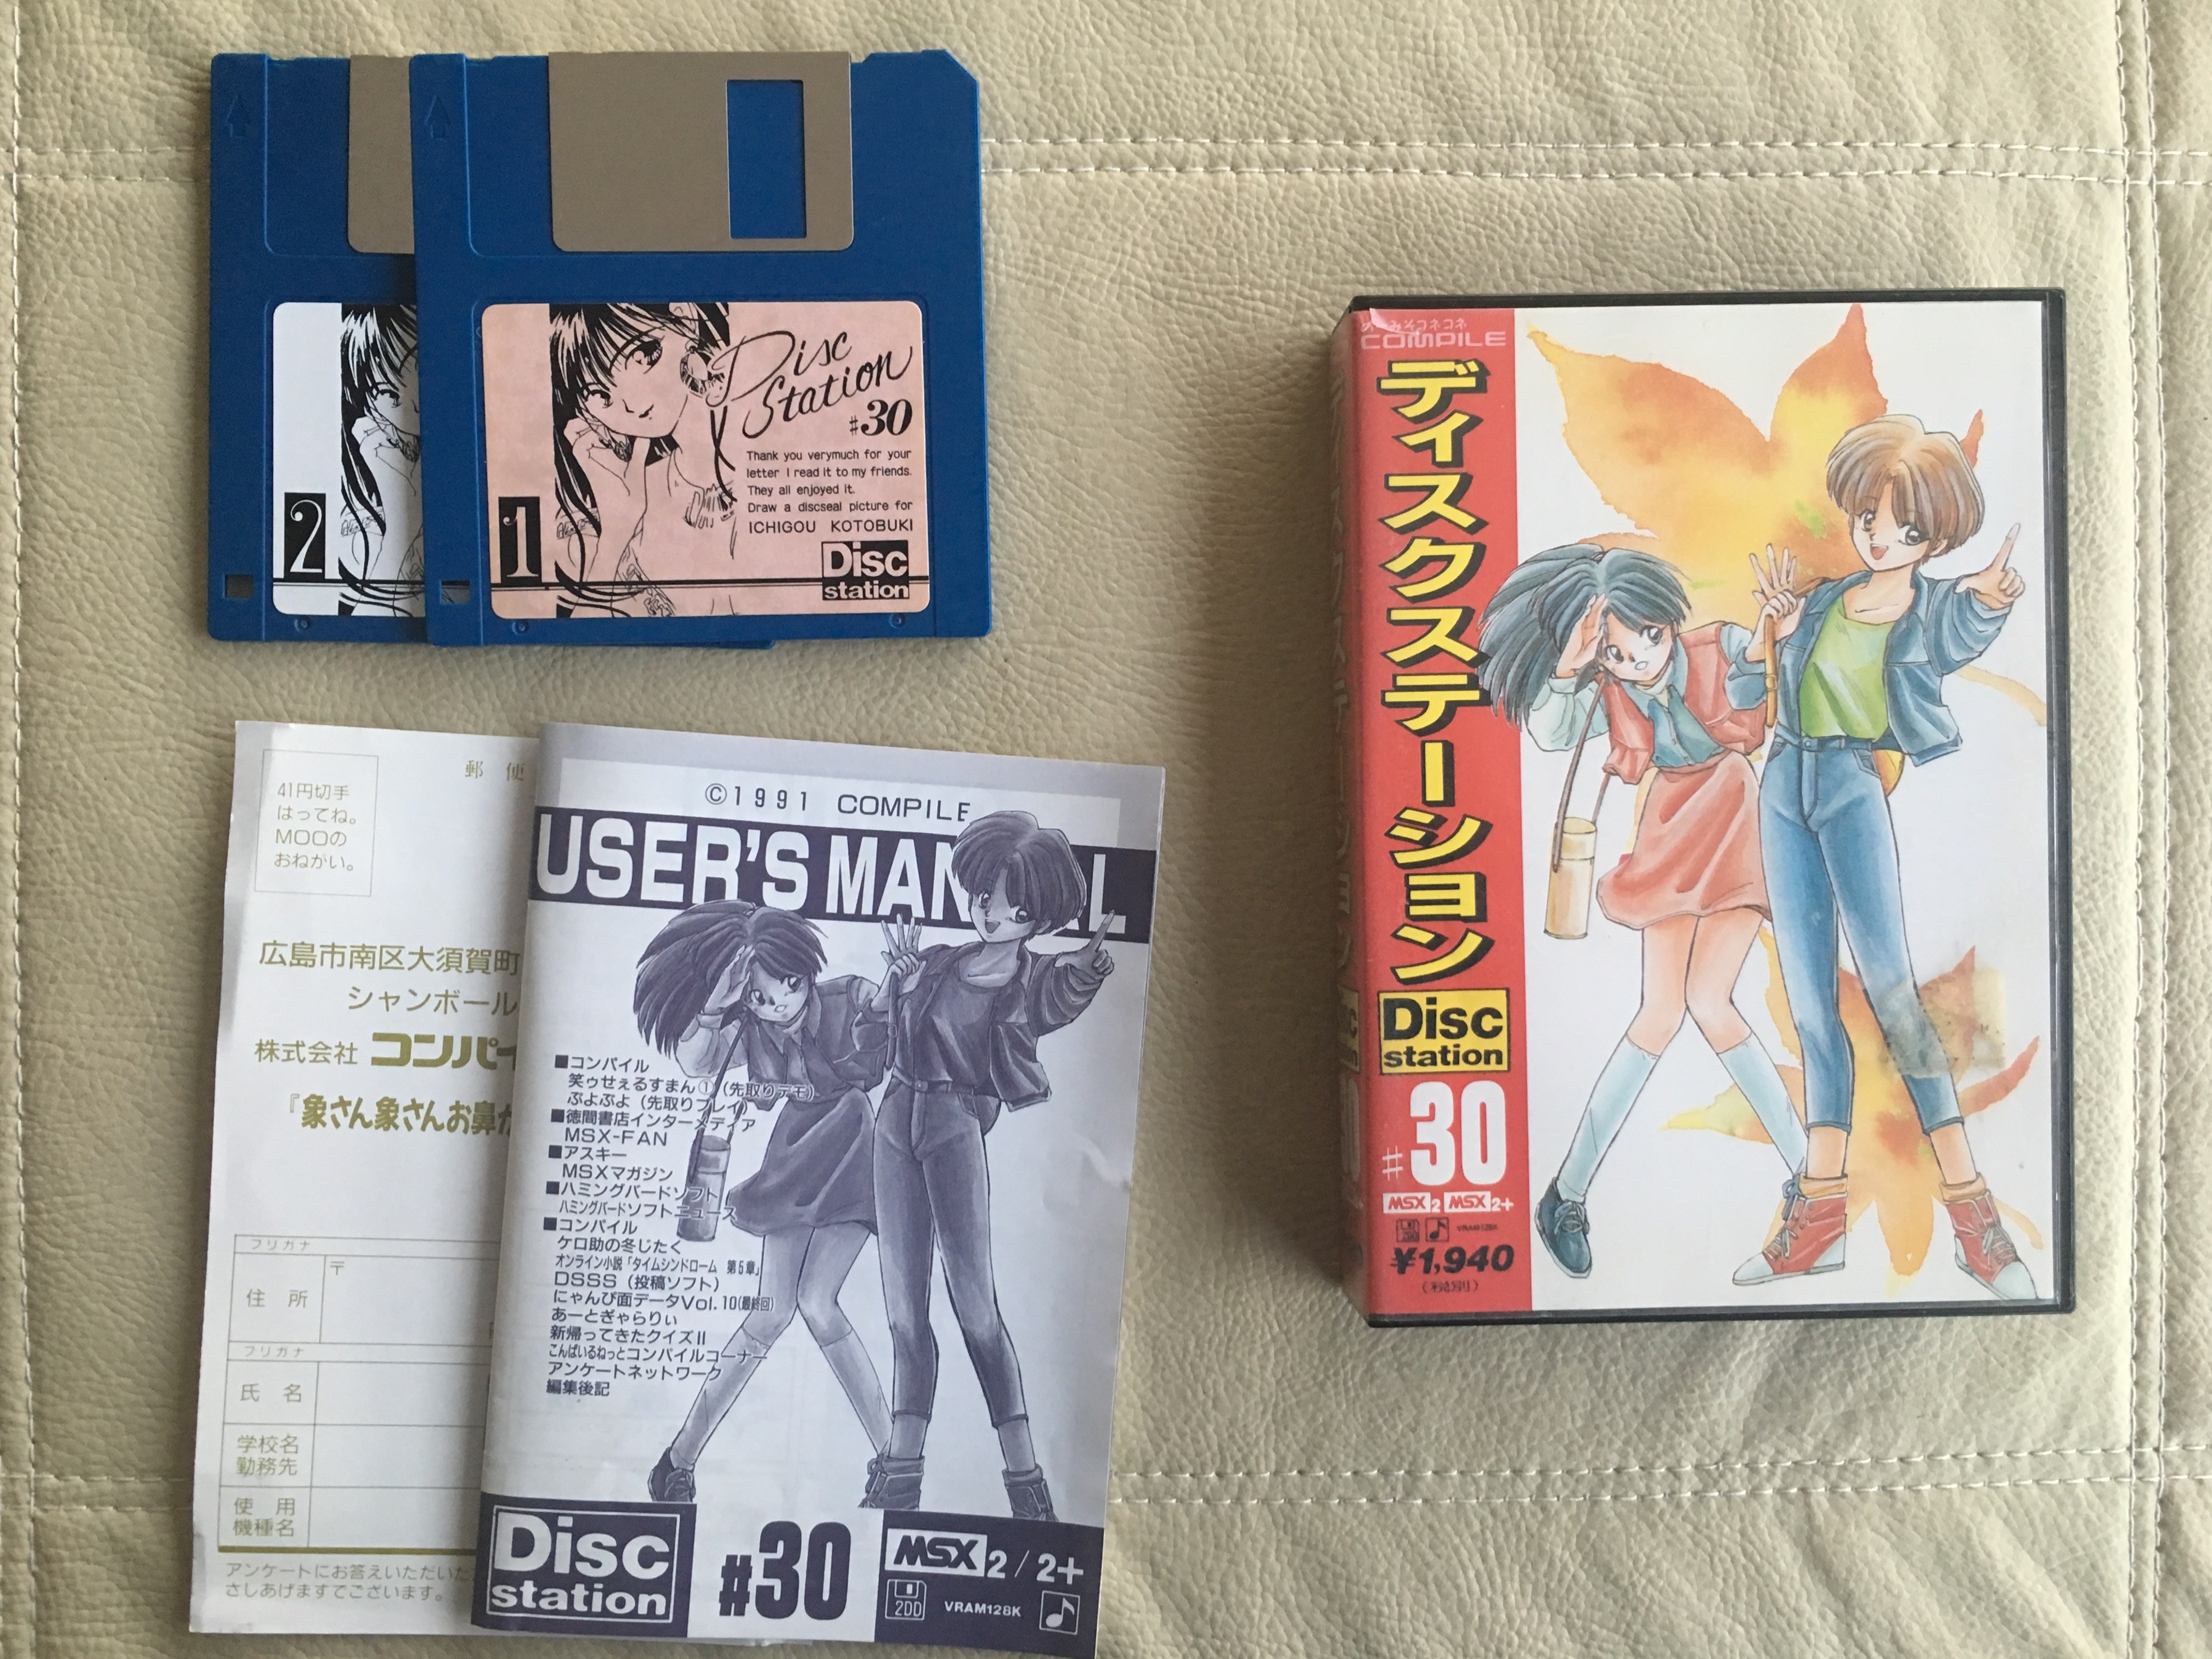 2
1
Disc
Station
#30
Thank you verymuch for your
letter I read it to my friends.
They all enjoyed it.
Draw a discseal picture for
ICHIGOU KOTOBUKI
Disc
station
郵便
41円切手
はってね。
MOOの
おねがい。
広島市南区大須賀町
シャンボール
株式会社 コンパイ
『象さん象さんお鼻が
フリガナ
住所
〒
フリガナ
氏名
学校名
勤務先
使用
機種名
アンケートにお答えいただいた
さしあげますでございます。
©1991 COMPILE
USER'S MANUAL
■コンパイル
笑ゥせぇるすまん①(先取りデモ)
ぷよぷよ(先取りプレイ)
■徳間書店インターメディア
MSX-FAN
■アスキー
MSXマガジン
■ハミングバードソフト
ハミングバードソフトニュース
■コンパイル
ケロ助の冬じたく
オンライン小説「タイムシンドローム 第5章」
DSSS(投稿ソフト)
にゃんぴ面データVol.10(最終回)
あーとぎゃらりぃ
新帰ってきたクイズII
こんぱいるねっとコンパイルコーナー
アンケートネットワーク
編集後記
Disc
station
#30
MSX 2/2+
2DD
VRAM128K
COMPILE
ディスクステーション
Disc
station
#30
MSX 2 MSX 2+
VRAM128K
¥1,940
(税別)